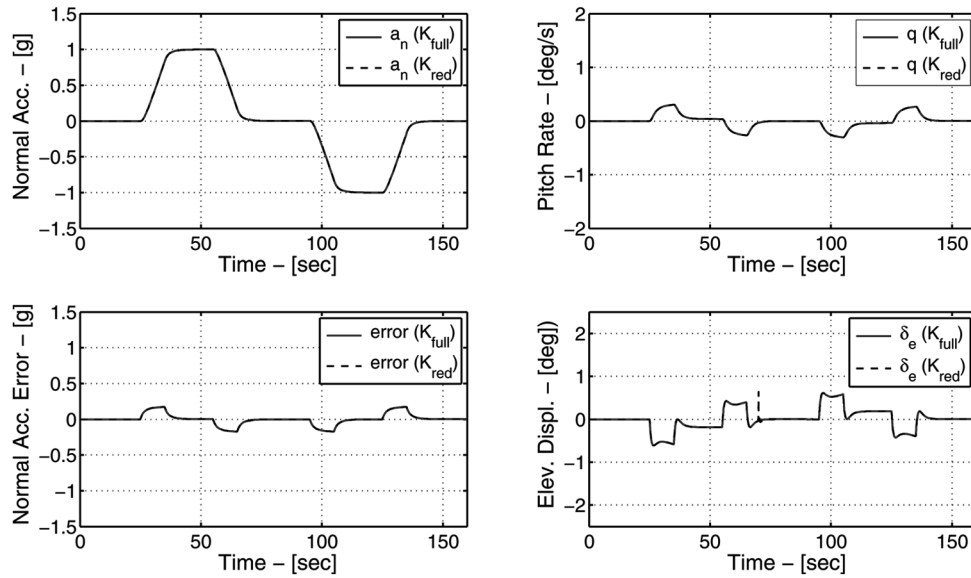 Normal Acc. – [g]
1.5
1
0.5
0
−0.5
−1
−1.5
a_n (K_full)
a_n (K_red)
0 50 100 150
Time – [sec]
Pitch Rate – [deg/s]
2
1
0
−1
−2
q (K_full)
q (K_red)
0 50 100 150
Time – [sec]
Normal Acc. Error – [g]
1.5
1
0.5
0
−0.5
−1
−1.5
error (K_full)
error (K_red)
0 50 100 150
Time – [sec]
Elev. Displ. – [deg])
2
1
0
−1
−2
δ_e (K_full)
δ_e (K_red)
0 50 100 150
Time – [sec]